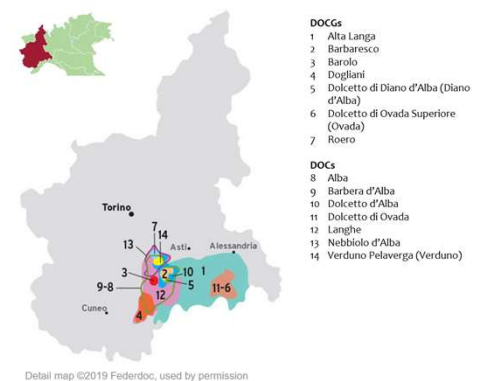 DOCGs
1 Alta Langa
2 Barbaresco
3 Barolo
4 Dogliani
5 Dolcetto di Diano d'Alba (Diano
d'Alba)
6 Dolcetto di Ovada Superiore
(Ovada)
7 Roero
DOCs
8 Alba
9 Barbera d'Alba
10 Dolcetto d'Alba
11 Dolcetto di Ovada
12 Langhe
13 Nebbiolo d'Alba
14 Verduno Pelaverga (Verduno)
Torino
7
14
13
Asti
Alessandria
3
2
10
1
9-8
5
11-6
12
Cuneo
4
Detail map ©2019 Federdoc, used by permission